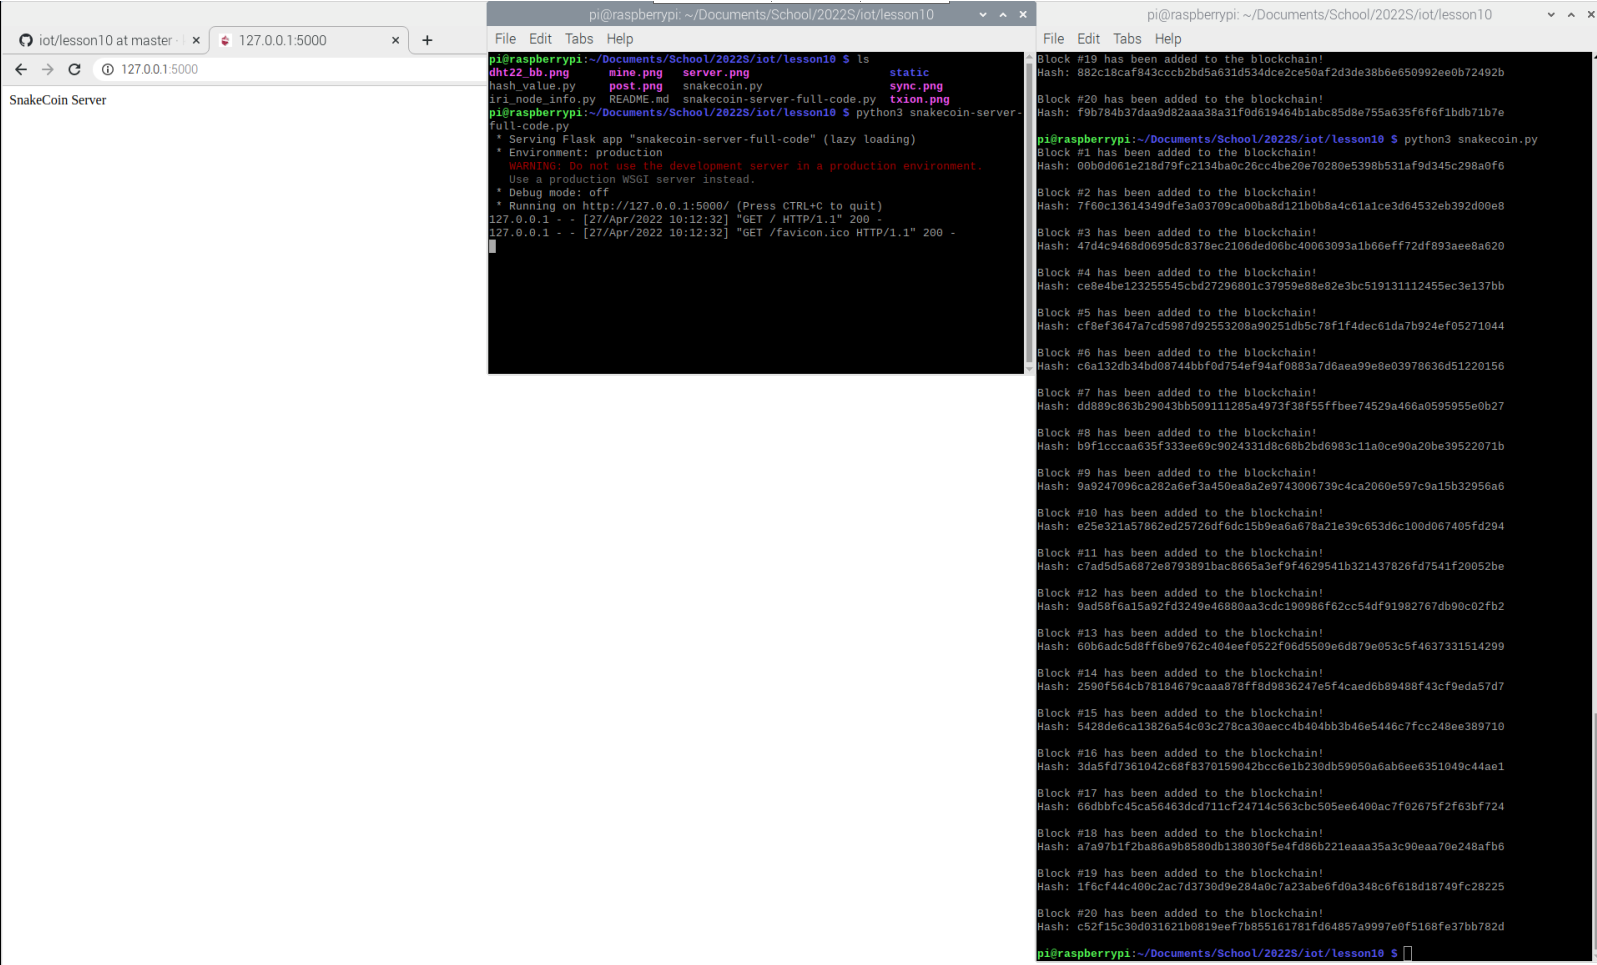 iot/lesson10 at master ·
127.0.0.1:5000
127.0.0.1:5000
SnakeCoin Server
pi@raspberrypi: ~/Documents/School/2022S/iot/lesson10
File Edit Tabs Help
pi@raspberrypi:~/Documents/School/2022S/iot/lesson10 $ ls
dht22_bb.png mine.png server.png static
hash_value.py post.png snakecoin.py sync.png
iri_node_info.py README.md snakecoin-server-full-code.py txion.png
pi@raspberrypi:~/Documents/School/2022S/iot/lesson10 $ python3 snakecoin-server-
full-code.py
* Serving Flask app "snakecoin-server-full-code" (lazy loading)
* Environment: production
WARNING: Do not use the development server in a production environment.
Use a production WSGI server instead.
* Debug mode: off
* Running on http://127.0.0.1:5000/ (Press CTRL+C to quit)
127.0.0.1 - - [27/Apr/2022 10:12:32] "GET / HTTP/1.1" 200 -
127.0.0.1 - - [27/Apr/2022 10:12:32] "GET /favicon.ico HTTP/1.1" 200 -
pi@raspberrypi: ~/Documents/School/2022S/iot/lesson10
File Edit Tabs Help
Block #19 has been added to the blockchain!
Hash: 882c18caf843cccb2bd5a631d534dce2ce50af2d3de38b6e650992ee0b72492b
Block #20 has been added to the blockchain!
Hash: f9b784b37daa9d82aaa38a31f0d619464b1abc85d8e755a635f6f6f1bdb71b7e
pi@raspberrypi:~/Documents/School/2022S/iot/lesson10 $ python3 snakecoin.py
Block #1 has been added to the blockchain!
Hash: 00b0d061e218d79fc2134ba0c26cc4be20e70280e5398b531af9d345c298a0f6
Block #2 has been added to the blockchain!
Hash: 7f60c13614349dfe3a03709ca00ba8d121b0b8a4c61a1ce3d64532eb392d00e8
Block #3 has been added to the blockchain!
Hash: 47d4c9468d0695dc8378ec2106ded06bc40063093a1b66eff72df893aee8a620
Block #4 has been added to the blockchain!
Hash: ce8e4be123255545cbd27296801c37959e88e82e3bc519131112455ec3e137bb
Block #5 has been added to the blockchain!
Hash: cf8ef3647a7cd5987d92553208a90251db5c78f1f4dec61da7b924ef05271044
Block #6 has been added to the blockchain!
Hash: c6a132db34bd08744bbf0d754ef94af0883a7d6aea99e8e03978636d51220156
Block #7 has been added to the blockchain!
Hash: dd889c863b29043bb509111285a4973f38f55ffbee74529a466a0595955e0b27
Block #8 has been added to the blockchain!
Hash: b9f1cccaa635f333ee69c9024331d8c68b2bd6983c11a0ce90a20be39522071b
Block #9 has been added to the blockchain!
Hash: 9a9247096ca282a6ef3a450ea8a2e9743006739c4ca2060e597c9a15b32956a6
Block #10 has been added to the blockchain!
Hash: e25e321a57862ed25726df6dc15b9ea6a678a21e39c653d6c100d067405fd294
Block #11 has been added to the blockchain!
Hash: c7ad5d5a6872e8793891bac8665a3ef9f4629541b321437826fd7541f20052be
Block #12 has been added to the blockchain!
Hash: 9ad58f6a15a92fd3249e46880aa3cdc190986f62cc54df91982767db90c02fb2
Block #13 has been added to the blockchain!
Hash: 60b6adc5d8ff6be9762c404eef0522f06d5509e6d879e053c5f4637331514299
Block #14 has been added to the blockchain!
Hash: 2590f564cb78184679caaa878ff8d9836247e5f4caed6b89488f43cf9eda57d7
Block #15 has been added to the blockchain!
Hash: 5428de6ca13826a54c03c278ca30aecc4b404bb3b46e5446c7fcc248ee389710
Block #16 has been added to the blockchain!
Hash: 3da5fd7361042c68f8370159042bcc6e1b230db59050a6ab6ee6351049c44ae1
Block #17 has been added to the blockchain!
Hash: 66dbbfc45ca56463dcd711cf24714c563cbc505ee6400ac7f02675f2f63bf724
Block #18 has been added to the blockchain!
Hash: a7a97b1f2ba86a9b8580db138030f5e4fd86b221eaaa35a3c90eaa70e248afb6
Block #19 has been added to the blockchain!
Hash: 1f6cf44c400c2ac7d3730d9e284a0c7a23abe6fd0a348c6f618d18749fc28225
Block #20 has been added to the blockchain!
Hash: c52f15c30d031621b0819eef7b855161781fd64857a9997e0f5168fe37bb782d
pi@raspberrypi:~/Documents/School/2022S/iot/lesson10 $